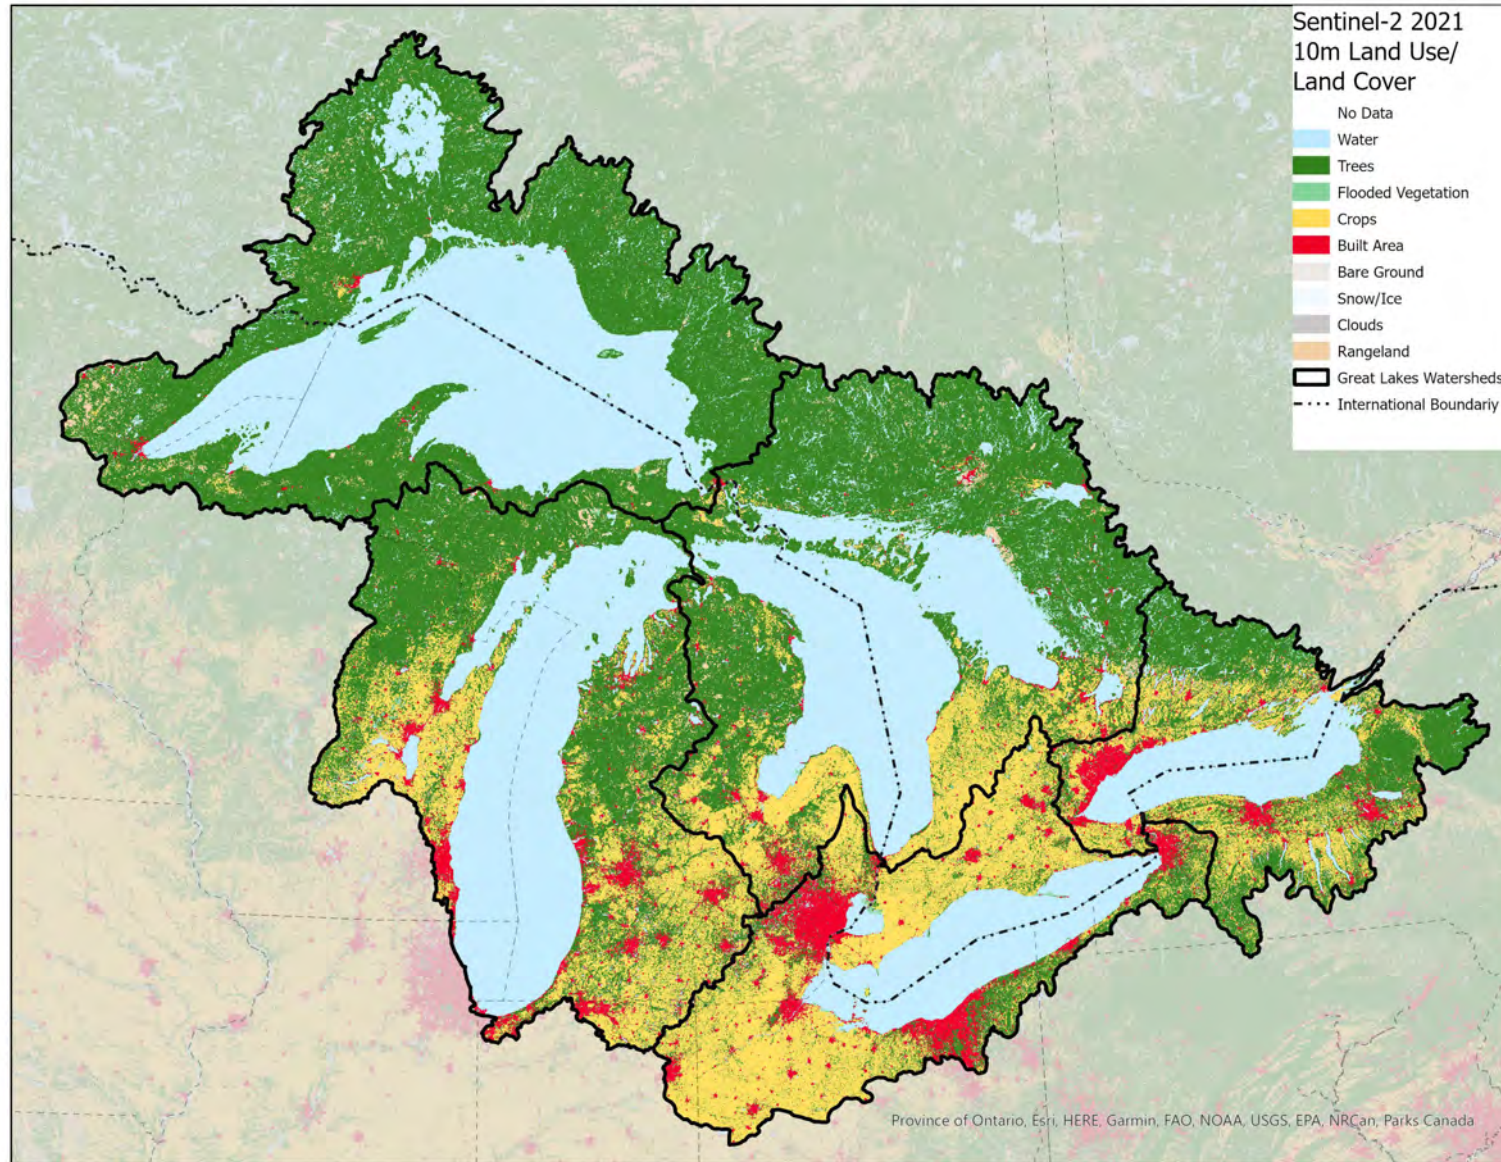 Sentinel-2 2021
10m Land Use/
Land Cover
No Data
Water
Trees
Flooded Vegetation
Crops
Built Area
Bare Ground
Snow/Ice
Clouds
Rangeland
Great Lakes Watersheds
International Boundariy
Province of Ontario, Esri, HERE, Garmin, FAO, NOAA, USGS, EPA, NRCan, Parks Canada